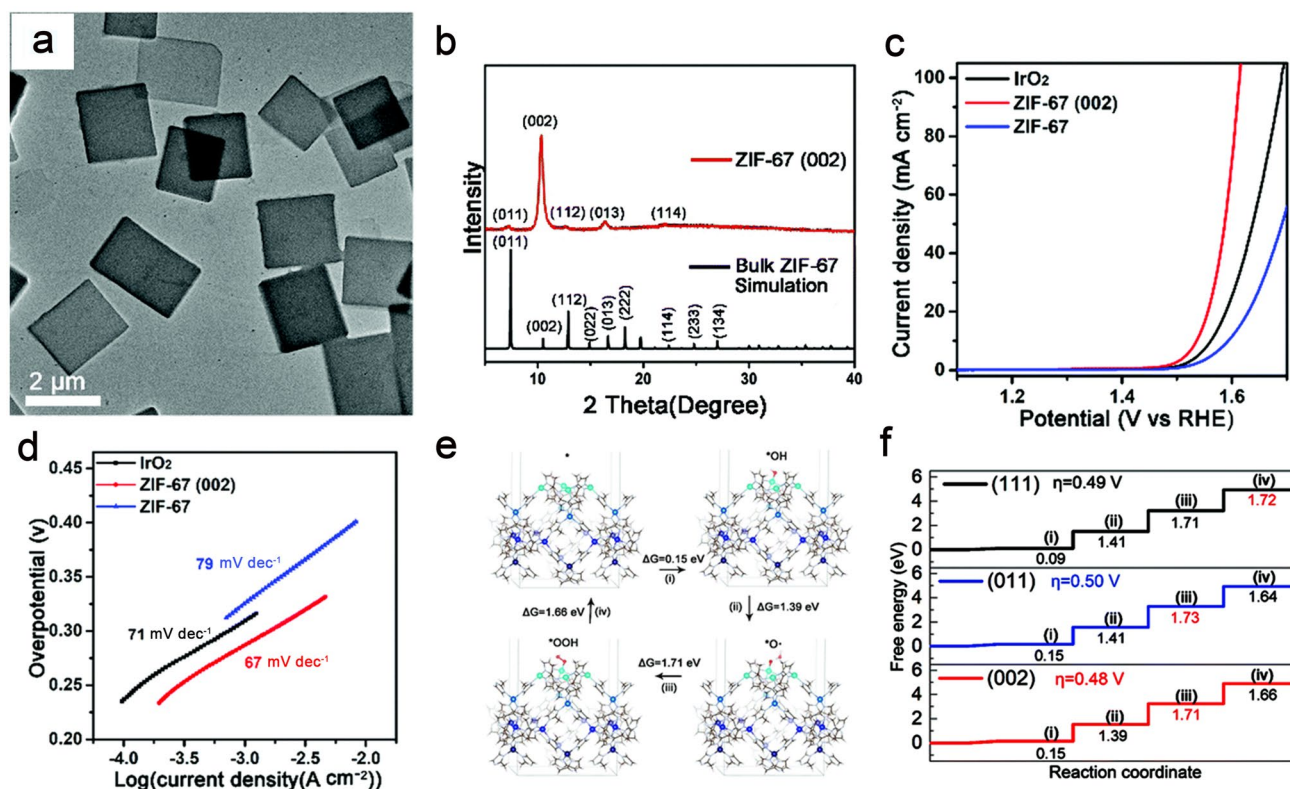 a
2 μm
b
(002)
ZIF-67 (002)
(011)
(112)
(013)
(114)
(011)
Bulk ZIF-67
Simulation
(002)
(112)
(022)
(013)
(222)
(114)
(233)
(134)
Intensity
10
20
30
40
2 Theta(Degree)
c
IrO₂
ZIF-67 (002)
ZIF-67
Current density (mA cm⁻²)
100
80
60
40
20
0
1.2
1.4
1.6
Potential (V vs RHE)
d
IrO₂
ZIF-67 (002)
ZIF-67
79 mV dec⁻¹
71 mV dec⁻¹
67 mV dec⁻¹
Overpotential (v)
0.45
0.40
0.35
0.30
0.25
0.20
-4.0
-3.5
-3.0
-2.5
-2.0
Log(current density(A cm⁻²))
e
*
*OH
ΔG=0.15 eV
(i)
ΔG=1.66 eV (iv)
(ii) ΔG=1.39 eV
*OOH
ΔG=1.71 eV
(iii)
*O•
f
Free energy (eV)
6
4
2
0
(111) η=0.49 V
(i)
0.09
(ii)
1.41
(iii)
1.71
(iv)
1.72
6
4
2
0
(011) η=0.50 V
(i)
0.15
(ii)
1.41
(iii)
1.73
(iv)
1.64
6
4
2
0
(002) η=0.48 V
(i)
0.15
(ii)
1.39
(iii)
1.71
(iv)
1.66
Reaction coordinate